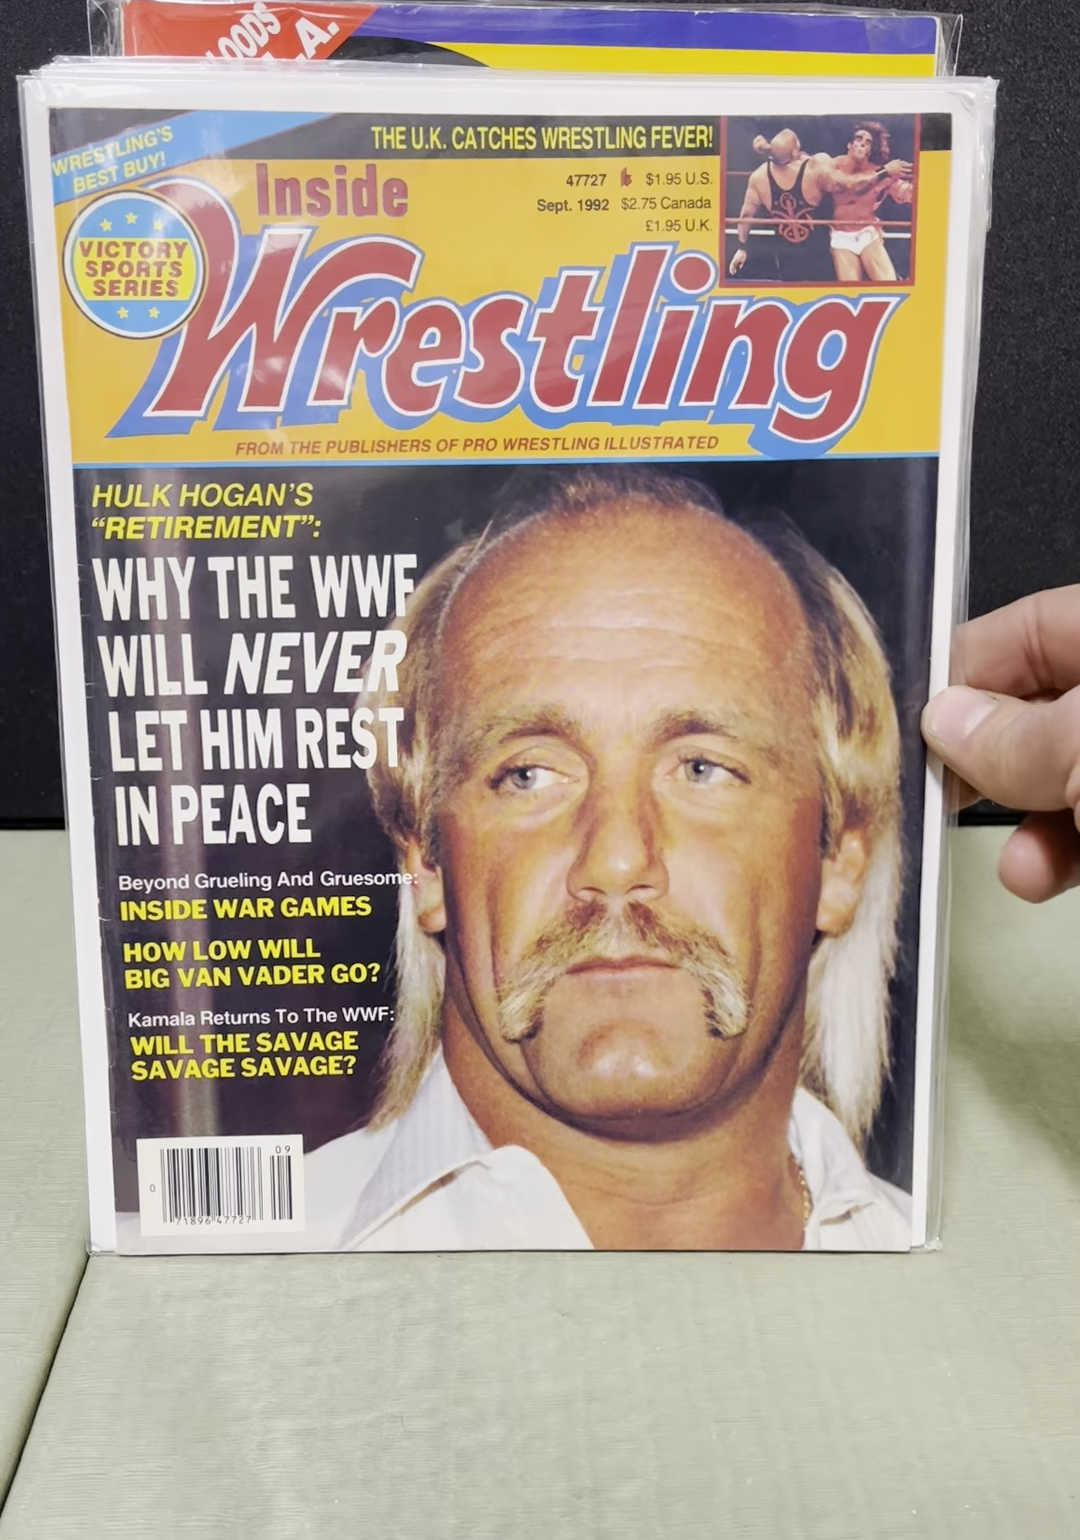 OODS
A.
WRESTLING'S
BEST BUY!
THE U.K. CATCHES WRESTLING FEVER!
Inside
47727 $1.95 U.S.
Sept. 1992 $2.75 Canada
£1.95 U.K.
VICTORY
SPORTS
SERIES
Wrestling
FROM THE PUBLISHERS OF PRO WRESTLING ILLUSTRATED
HULK HOGAN'S
“RETIREMENT”:
WHY THE WWF
WILL NEVER
LET HIM REST
IN PEACE
Beyond Grueling And Gruesome:
INSIDE WAR GAMES
HOW LOW WILL
BIG VAN VADER GO?
Kamala Returns To The WWF:
WILL THE SAVAGE
SAVAGE SAVAGE?
09
0
71896 47727